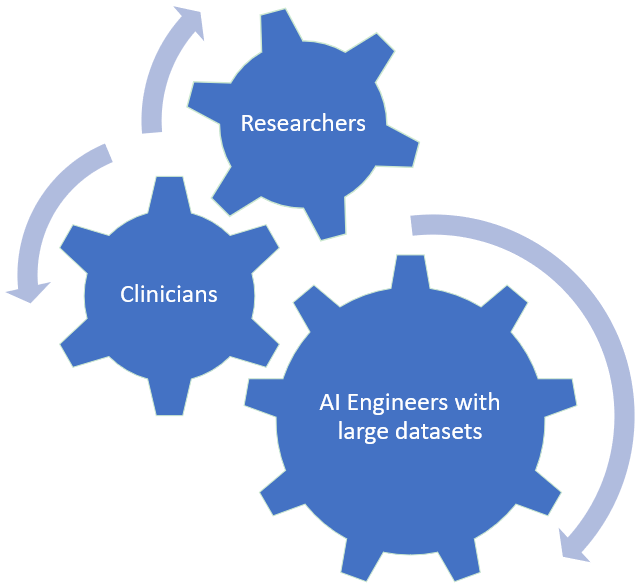 Researchers
Clinicians
AI Engineers with
large datasets